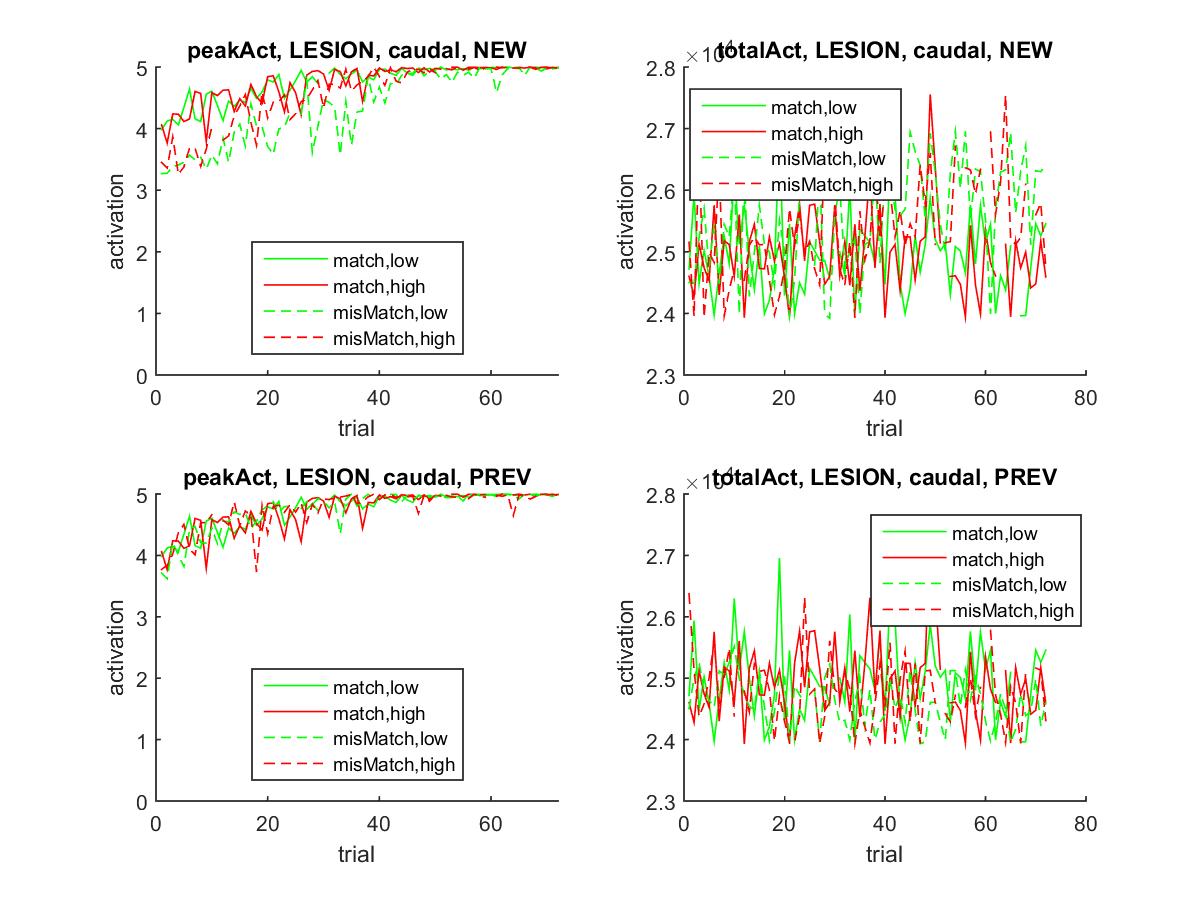 peakAct, LESION, caudal, NEW
5
4
3
2
1
0
activation
match,low
match,high
misMatch,low
misMatch,high
0 20 40 60
trial
×10⁴
totalAct, LESION, caudal, NEW
2.8
2.7
2.6
2.5
2.4
2.3
activation
match,low
match,high
misMatch,low
misMatch,high
0 20 40 60 80
trial
peakAct, LESION, caudal, PREV
5
4
3
2
1
0
activation
match,low
match,high
misMatch,low
misMatch,high
0 20 40 60
trial
×10⁴
totalAct, LESION, caudal, PREV
2.8
2.7
2.6
2.5
2.4
2.3
activation
match,low
match,high
misMatch,low
misMatch,high
0 20 40 60 80
trial